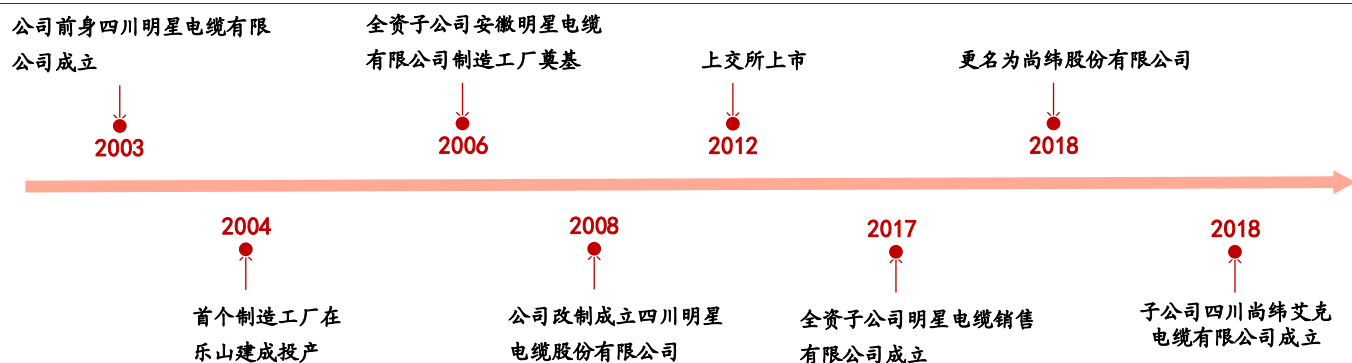 公司前身四川明星电缆有限
公司成立
2003
2004
首个制造工厂在
乐山建成投产
全资子公司安徽明星电缆
有限公司制造工厂奠基
2006
2008
公司改制成立四川明星
电缆股份有限公司
上交所上市
2012
2017
全资子公司明星电缆销售
有限公司成立
更名为尚纬股份有限公司
2018
2018
子公司四川尚纬艾克
电缆有限公司成立